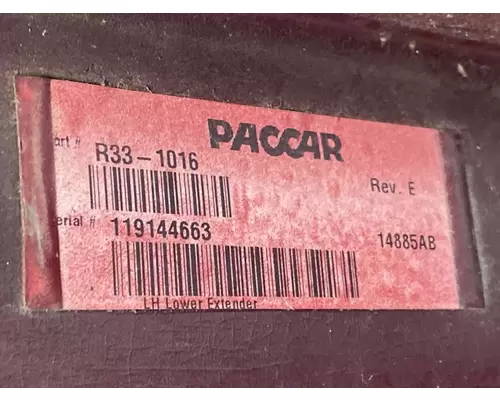 PACCAR
art #
R33-1016
Rev. E
erial #
119144663
14885AB
LH Lower Extender